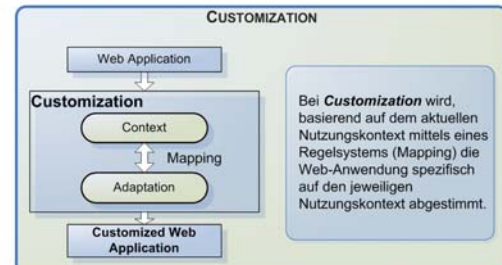 CUSTOMIZATION
Web Application
Customization
Context
Mapping
Adaptation
Customized Web
Application
Bei Customization wird,
basierend auf dem aktuellen
Nutzungskontext mittels eines
Regelsystems (Mapping) die
Web-Anwendung spezifisch
auf den jeweiligen
Nutzungskontext abgestimmt.